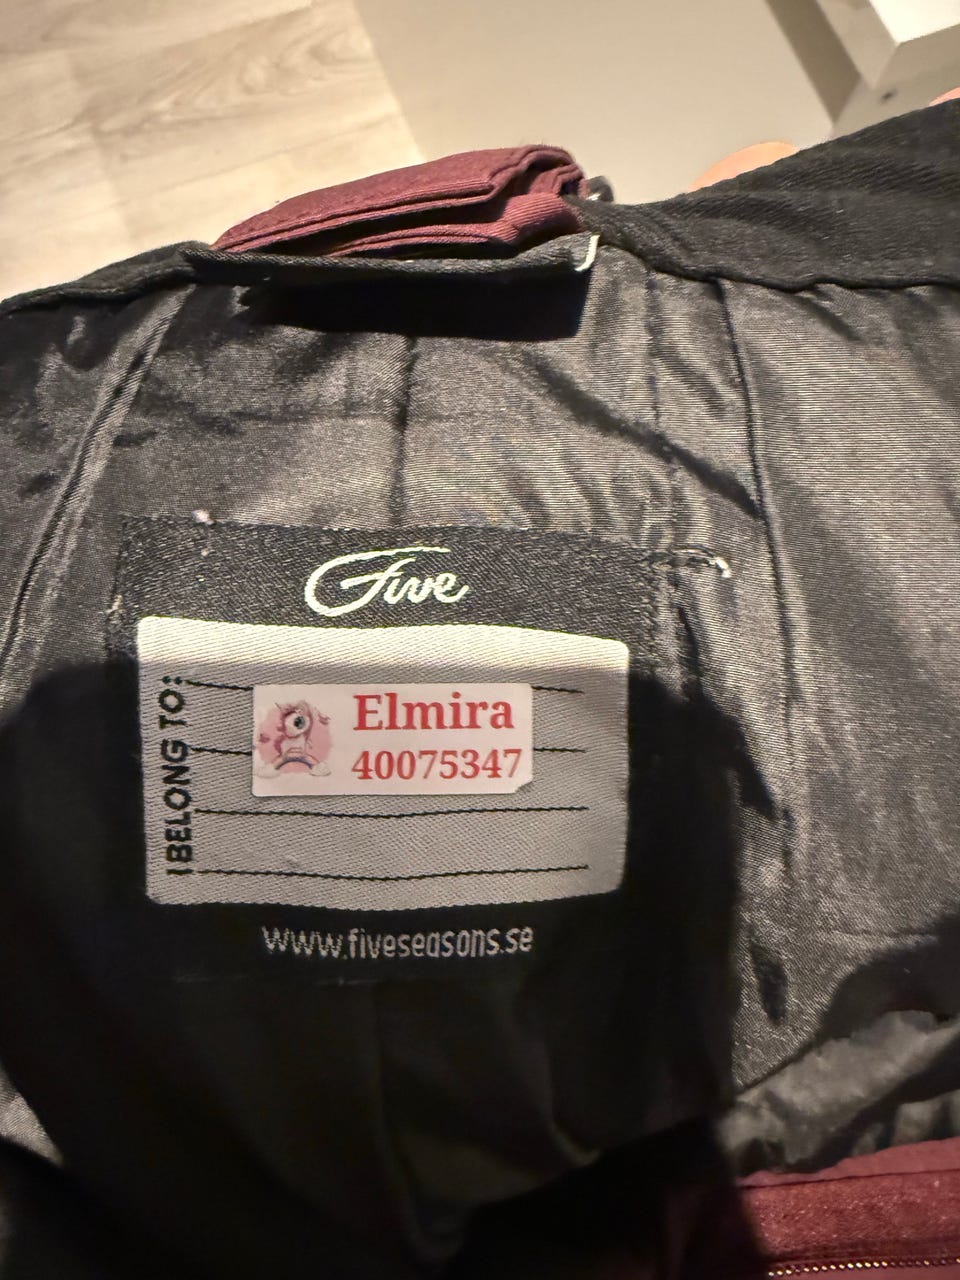 Five
I BELONG TO:
Elmira
40075347
www.fiveseasons.se